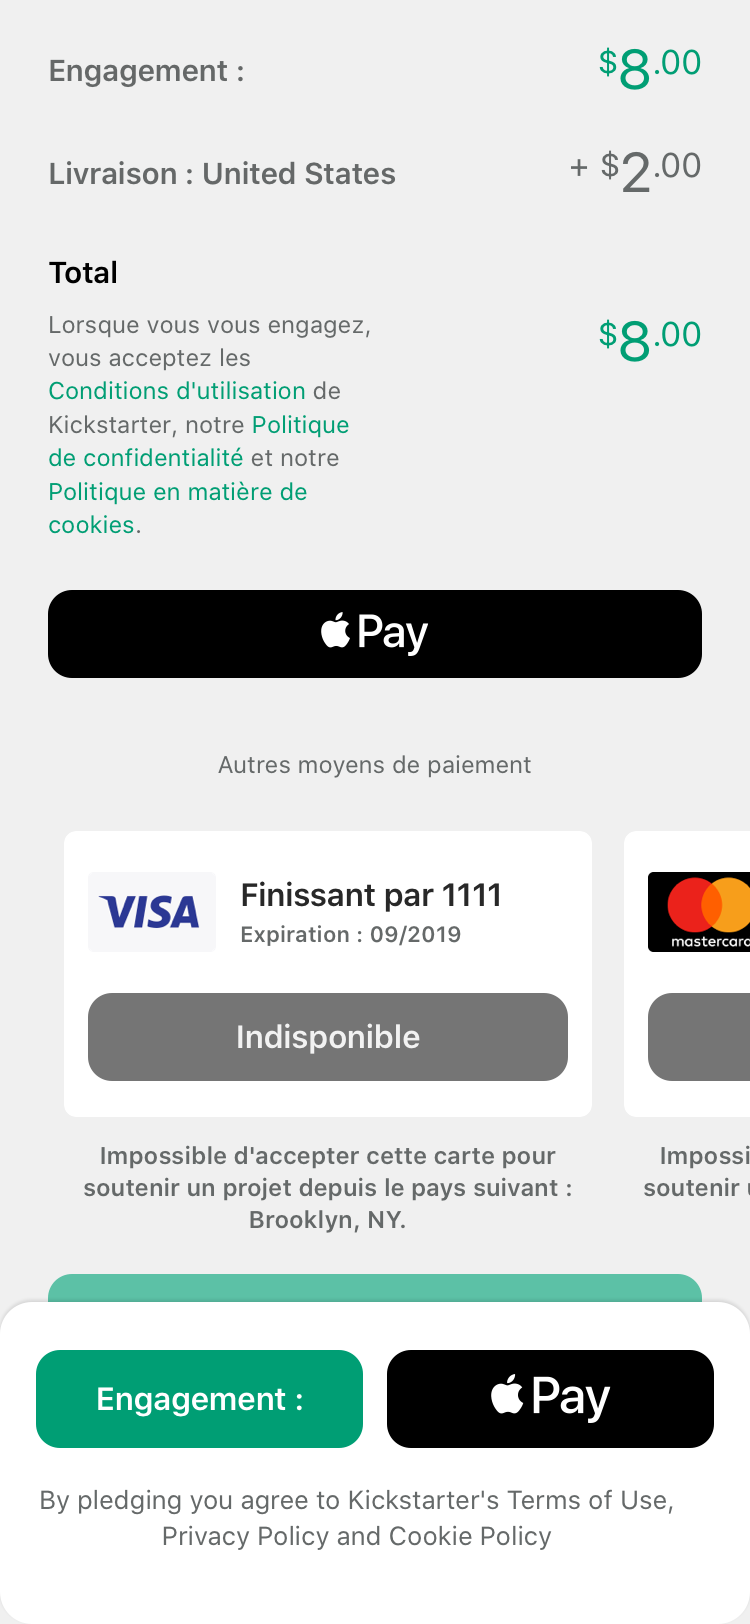 Engagement : $8.00
Livraison : United States + $2.00
Total
Lorsque vous vous engagez,
vous acceptez les
$8.00
Conditions d'utilisation de
Kickstarter, notre Politique
de confidentialité et notre
Politique en matière de
cookies.
Pay
Autres moyens de paiement
VISA
Finissant par 1111
Expiration : 09/2019
mastercard
Indisponible
Impossible d'accepter cette carte pour
soutenir un projet depuis le pays suivant :
Brooklyn, NY.
Impossi
soutenir
Engagement :
Pay
By pledging you agree to Kickstarter's Terms of Use,
Privacy Policy and Cookie Policy